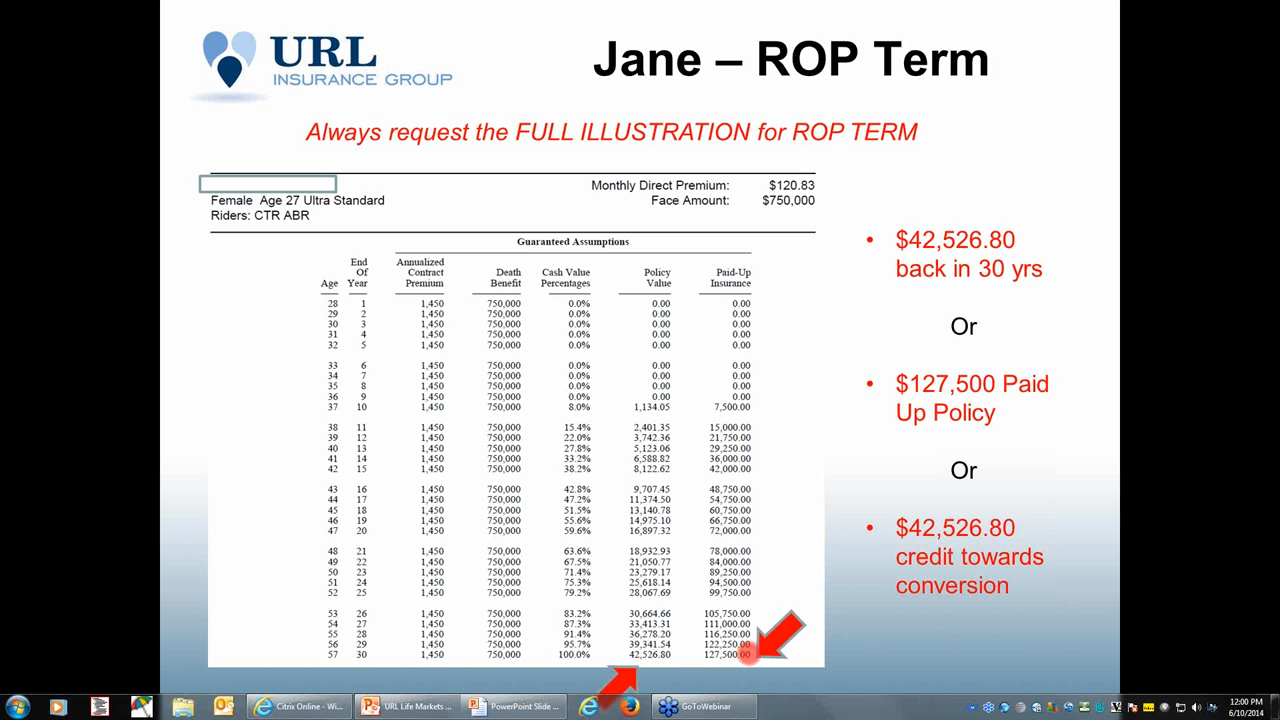 URL
INSURANCE GROUP
Jane – ROP Term
Always request the FULL ILLUSTRATION for ROP TERM
Monthly Direct Premium: $120.83
Female Age 27 Ultra Standard Face Amount: $750,000
Riders: CTR ABR
Guaranteed Assumptions
End Annualized
Of Contract Death Cash Value Policy Paid-Up
Age Year Premium Benefit Percentages Value Insurance
28 1 1,450 750,000 0.0% 0.00 0.00
29 2 1,450 750,000 0.0% 0.00 0.00
30 3 1,450 750,000 0.0% 0.00 0.00
31 4 1,450 750,000 0.0% 0.00 0.00
32 5 1,450 750,000 0.0% 0.00 0.00
33 6 1,450 750,000 0.0% 0.00 0.00
34 7 1,450 750,000 0.0% 0.00 0.00
35 8 1,450 750,000 0.0% 0.00 0.00
36 9 1,450 750,000 0.0% 0.00 0.00
37 10 1,450 750,000 8.0% 1,134.05 7,500.00
38 11 1,450 750,000 15.4% 2,401.35 15,000.00
39 12 1,450 750,000 22.0% 3,742.36 21,750.00
40 13 1,450 750,000 27.8% 5,123.06 29,250.00
41 14 1,450 750,000 33.2% 6,588.82 36,000.00
42 15 1,450 750,000 38.2% 8,122.62 42,000.00
43 16 1,450 750,000 42.8% 9,707.45 48,750.00
44 17 1,450 750,000 47.2% 11,374.50 54,750.00
45 18 1,450 750,000 51.5% 13,140.78 60,750.00
46 19 1,450 750,000 55.6% 14,975.10 66,750.00
47 20 1,450 750,000 59.6% 16,897.32 72,000.00
48 21 1,450 750,000 63.6% 18,932.93 78,000.00
49 22 1,450 750,000 67.5% 21,050.77 84,000.00
50 23 1,450 750,000 71.4% 23,279.17 89,250.00
51 24 1,450 750,000 75.3% 25,618.14 94,500.00
52 25 1,450 750,000 79.2% 28,067.69 99,750.00
53 26 1,450 750,000 83.2% 30,664.66 105,750.00
54 27 1,450 750,000 87.3% 33,413.31 111,000.00
55 28 1,450 750,000 91.4% 36,278.20 116,250.00
56 29 1,450 750,000 95.7% 39,341.54 122,250.00
57 30 1,450 750,000 100.0% 42,526.80 127,500.00
• $42,526.80
back in 30 yrs
Or
• $127,500 Paid
Up Policy
Or
• $42,526.80
credit towards
conversion
Citrix Online - Wi... URL Life Markets ... PowerPoint Slide ... GoToWebinar 12:00 PM
6/10/2014